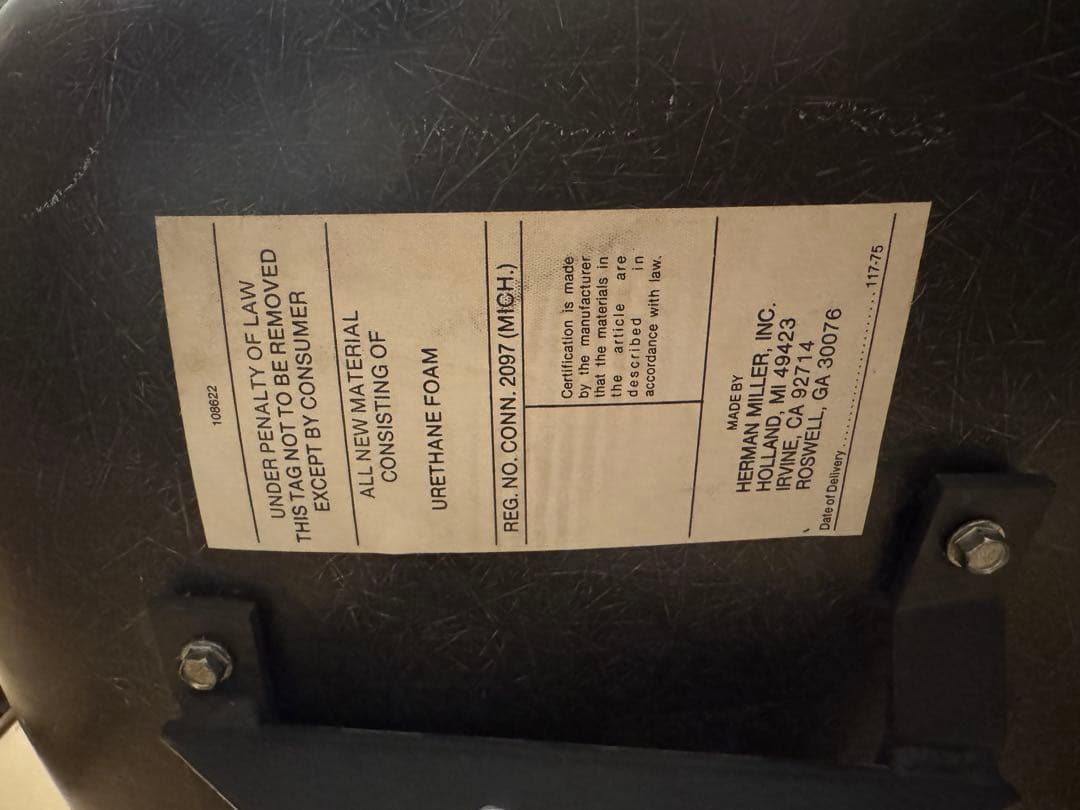 108622
UNDER PENALTY OF LAW
THIS TAG NOT TO BE REMOVED
EXCEPT BY CONSUMER
ALL NEW MATERIAL
CONSISTING OF
URETHANE FOAM
REG. NO. CONN. 2097 (MICH.)
Certification is made
by the manufacturer
that the materials in
the article are
described in
accordance with law.
MADE BY
HERMAN MILLER, INC.
HOLLAND, MI 49423
IRVINE, CA 92714
ROSWELL, GA 30076
Date of Delivery.......................117-75